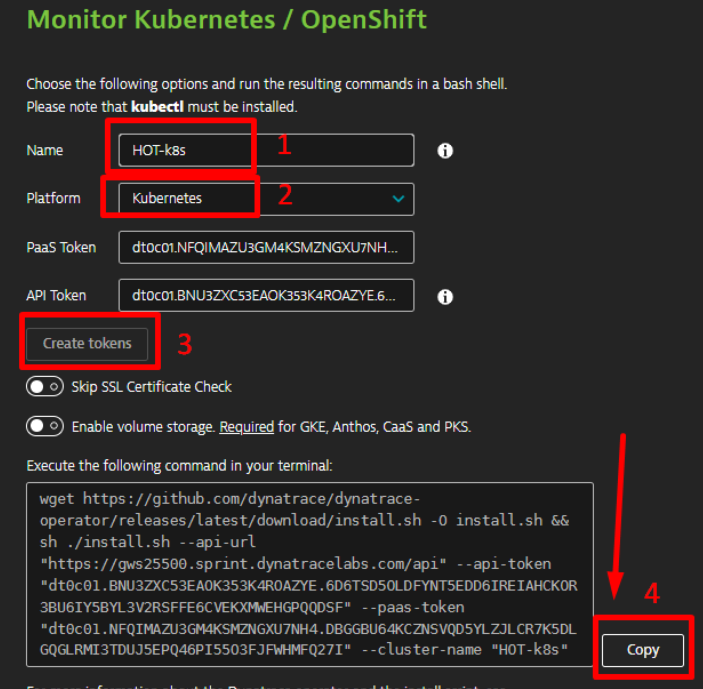 Monitor Kubernetes / OpenShift
Choose the following options and run the resulting commands in a bash shell.
Please note that kubectl must be installed.
Name HOT-k8s 1
Platform Kubernetes 2
PaaS Token dt0c01.NFQIMAZU3GM4KSMZNGXU7NH...
API Token dt0c01.BNU3ZXC53EAOK353K4ROAZYE.6...
Create tokens 3
Skip SSL Certificate Check
Enable volume storage. Required for GKE, Anthos, CaaS and PKS.
Execute the following command in your terminal:
wget https://github.com/dynatrace/dynatrace-
operator/releases/latest/download/install.sh -O install.sh &&
sh ./install.sh --api-url
"https://gws25500.sprint.dynatracelabs.com/api" --api-token
"dt0c01.BNU3ZXC53EAOK353K4ROAZYE.6D6TSD5OLDFYNT5EDD6IREIAHCKOR
3BU6IY5BYL3V2RSFFE6CVEKXMWEHGPQQDSF" --paas-token
"dt0c01.NFQIMAZU3GM4KSMZNGXU7NH4.DBGGBU64KCZNSVQD5YLZJLCR7K5DL
GQGLRMI3TDUJ5EPQ46PI55O3FJFWHMFQ27I" --cluster-name "HOT-k8s"
4
Copy